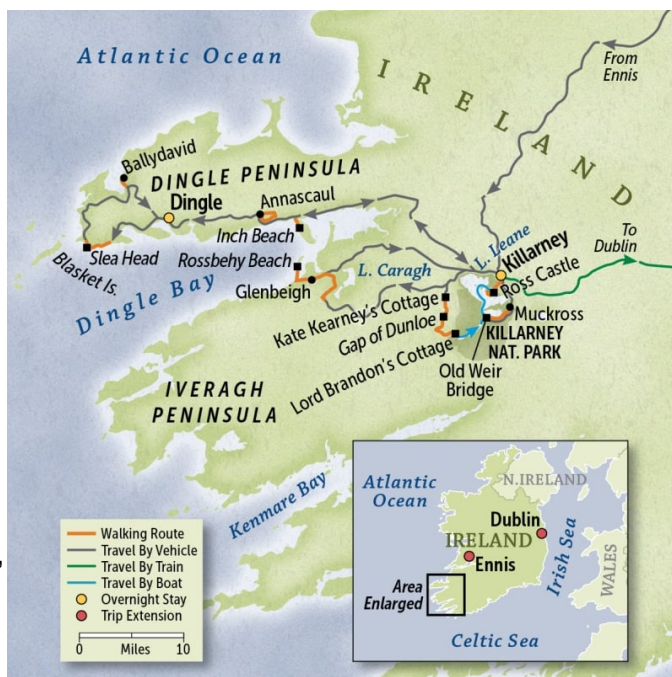 Atlantic Ocean
IRELAND
From
Ennis
Ballydavid
DINGLE PENINSULA
Dingle
Annascaul
Inch Beach
Slea Head
Blasket Is.
Rossbehy Beach
Dingle Bay
Glenbeigh
L. Caragh
L. Leane
Killarney
To
Dublin
Ross Castle
Kate Kearney's Cottage
Gap of Dunloe
Muckross
KILLARNEY
NAT. PARK
Lord Brandon's Cottage
Old Weir
Bridge
IVERAGH
PENINSULA
Kenmare Bay
Walking Route
Travel By Vehicle
Travel By Train
Travel By Boat
Overnight Stay
Trip Extension
0 Miles 10
Atlantic
Ocean
N.IRELAND
Dublin
IRELAND
Ennis
Irish Sea
WALES
Area
Enlarged
Celtic Sea